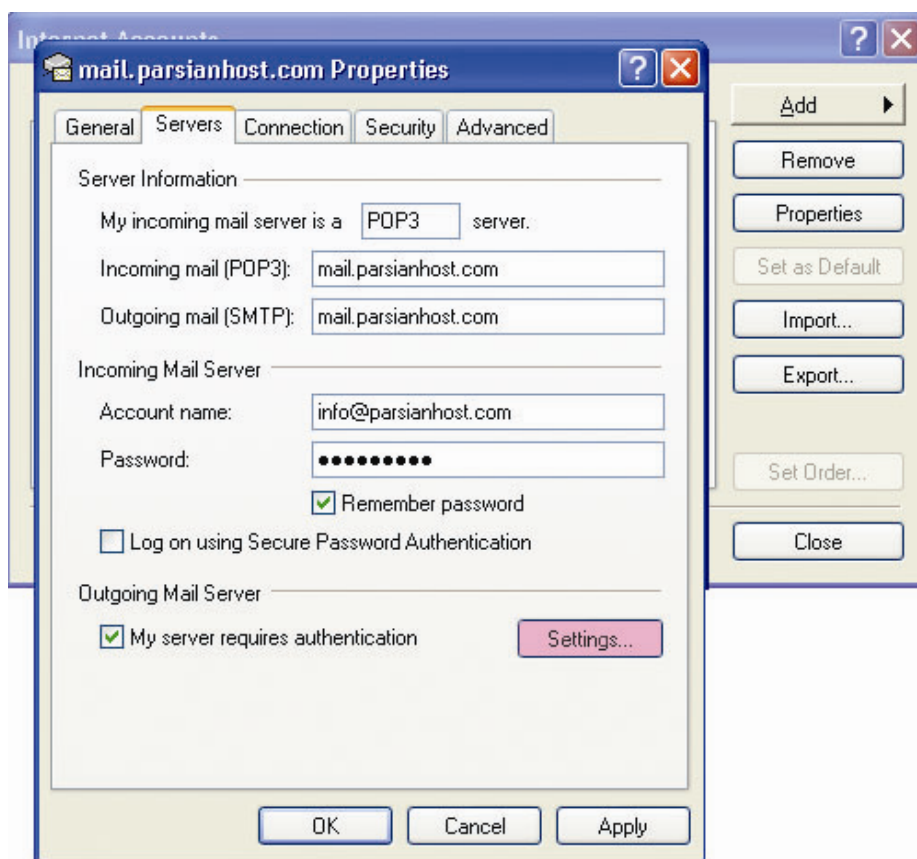 Internet Accounts
mail.parsianhost.com Properties
General Servers Connection Security Advanced
Server Information
My incoming mail server is a POP3 server.
Incoming mail (POP3): mail.parsianhost.com
Outgoing mail (SMTP): mail.parsianhost.com
Incoming Mail Server
Account name: info@parsianhost.com
Password: ●●●●●●●●●
Remember password
Log on using Secure Password Authentication
Outgoing Mail Server
My server requires authentication Settings...
OK Cancel Apply
Add
Remove
Properties
Set as Default
Import...
Export...
Set Order...
Close